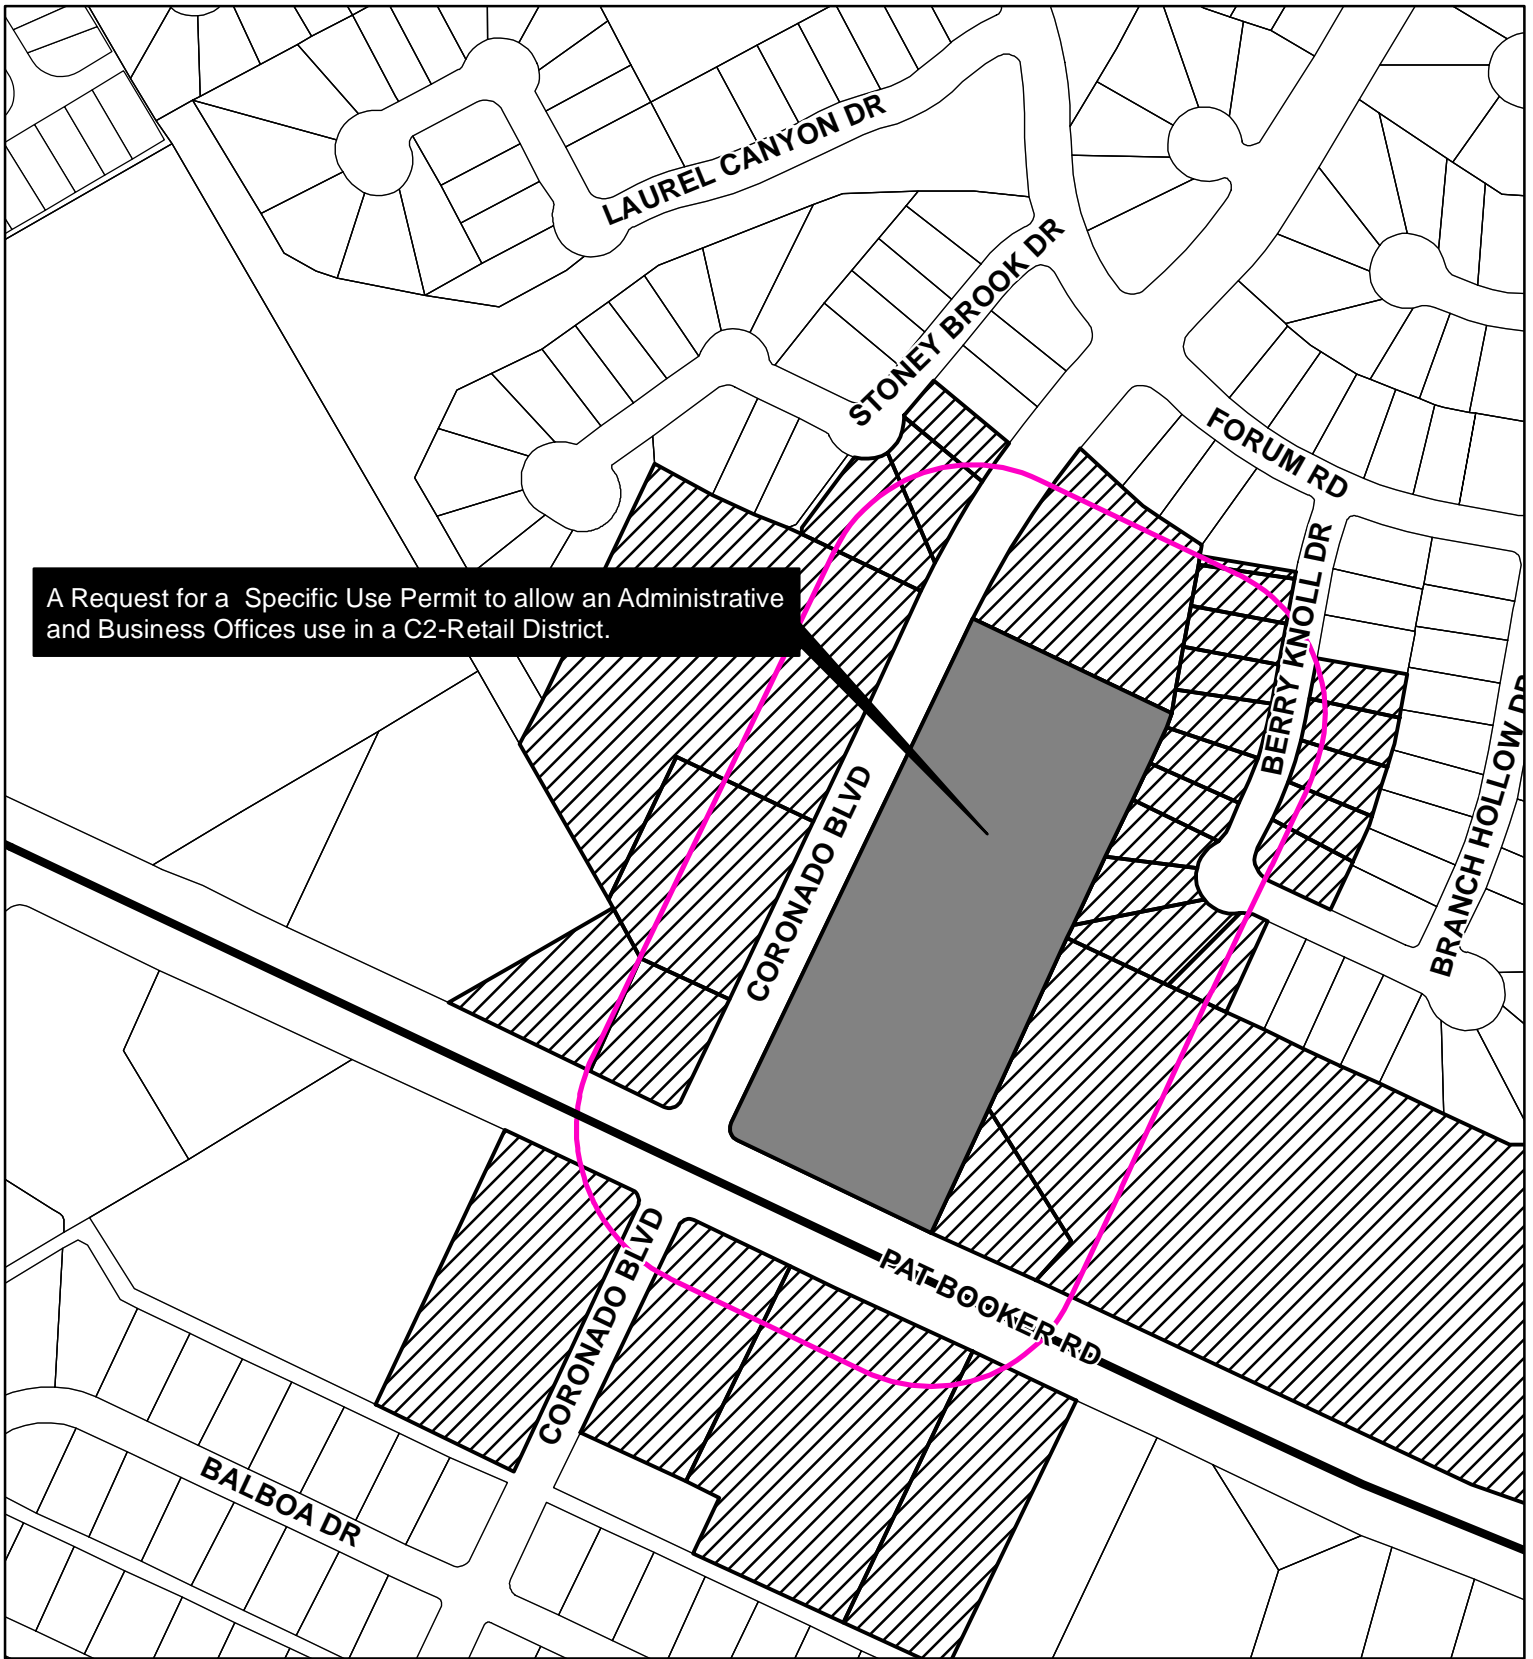 LAUREL CANYON DR
STONEY BROOK DR
FORUM RD
A Request for a  Specific Use Permit to allow an Administrative
and Business Offices use in a C2-Retail District.
BERRY KNOLL DR
BRANCH HOLLOW DR
CORONADO BLVD
CORONADO BLVD
PAT BOOKER RD
BALBOA DR